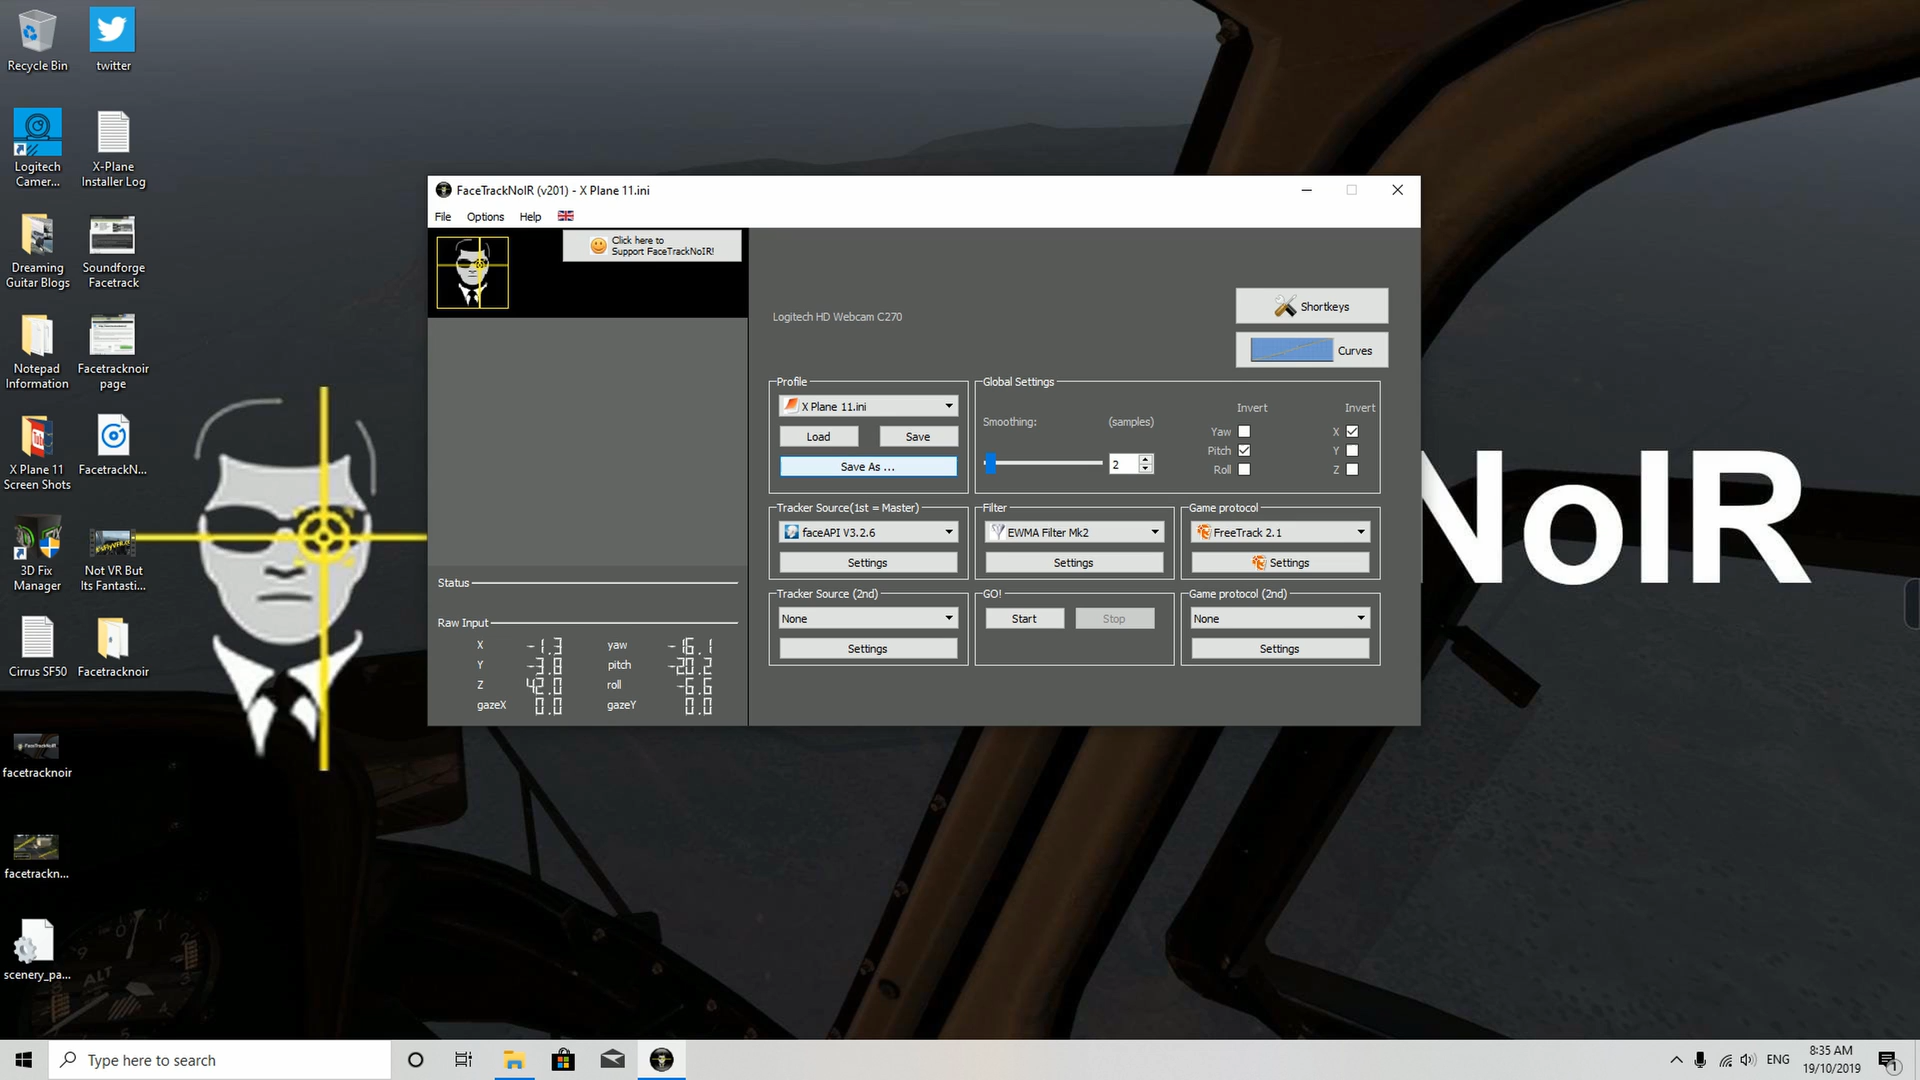 Recycle Bin
twitter
Logitech
Camer...
X-Plane
Installer Log
Dreaming
Guitar Blogs
Soundforge
Facetrack
Notepad
Information
Facetracknoir
page
X Plane 11
Screen Shots
FacetrackN...
3D Fix
Manager
Not VR But
Its Fantasti...
Cirrus SF50
Facetracknoir
facetracknoir
facetrackn...
scenery_pa...
FaceTrackNoIR (v201) - X Plane 11.ini
File Options Help
Click here to
Support FaceTrackNoIR!
Logitech HD Webcam C270
Shortkeys
Curves
Profile
X Plane 11.ini
Load Save
Save As ...
Global Settings
Smoothing: (samples)
2
Invert Invert
Yaw X
Pitch Y
Roll Z
Tracker Source(1st = Master)
faceAPI V3.2.6
Settings
Filter
EWMA Filter Mk2
Settings
Game protocol
FreeTrack 2.1
Settings
Tracker Source (2nd)
None
Settings
GO!
Start Stop
Game protocol (2nd)
None
Settings
Status
Raw Input
X -1.3 yaw -16.1
Y -3.8 pitch -20.2
Z 42.0 roll -6.6
gazeX 0.0 gazeY 0.0
NoIR
ALT
Type here to search
ENG
8:35 AM
19/10/2019
1